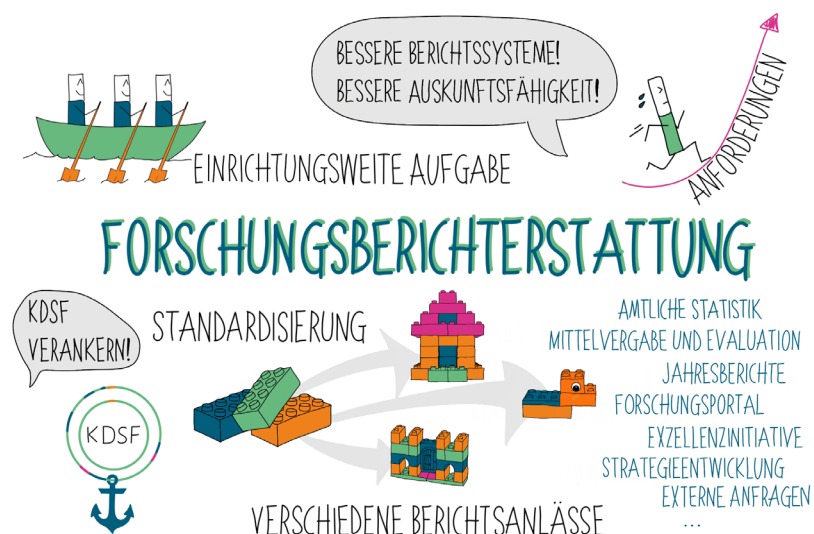 BESSERE BERICHTSSYSTEME!
BESSERE AUSKUNFTSFÄHIGKEIT!
ANFORDERUNGEN
EINRICHTUNGSWEITE AUFGABE
FORSCHUNGSBERICHTERSTATTUNG
KDSF
VERANKERN!
STANDARDISIERUNG
KDSF
AMTLICHE STATISTIK
MITTELVERGABE UND EVALUATION
JAHRESBERICHTE
FORSCHUNGSPORTAL
EXZELLENZINITIATIVE
STRATEGIEENTWICKLUNG
EXTERNE ANFRAGEN
...
VERSCHIEDENE BERICHTSANLÄSSE